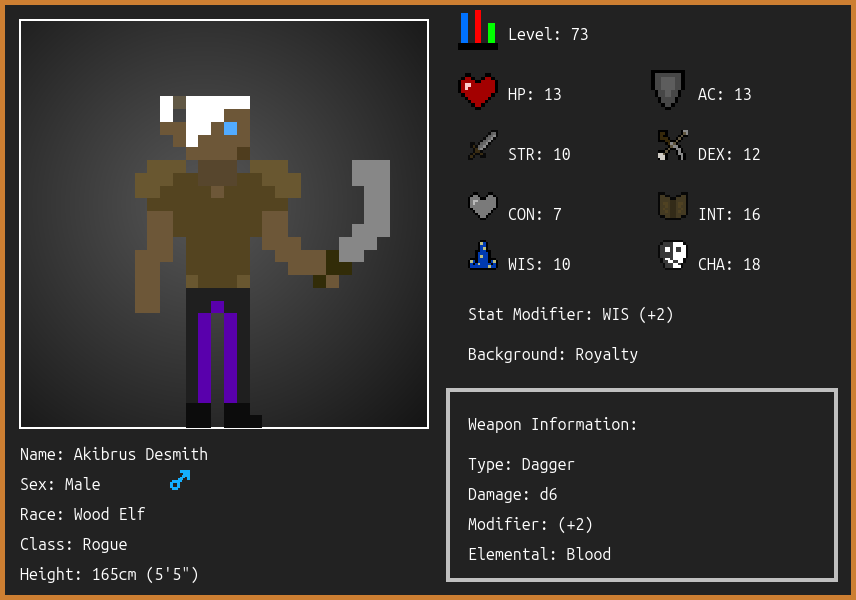 Level: 73
HP: 13
AC: 13
STR: 10
DEX: 12
CON: 7
INT: 16
WIS: 10
CHA: 18
Stat Modifier: WIS (+2)
Background: Royalty
Weapon Information:
Type: Dagger
Damage: d6
Modifier: (+2)
Elemental: Blood
Name: Akibrus Desmith
Sex: Male
Race: Wood Elf
Class: Rogue
Height: 165cm (5'5")